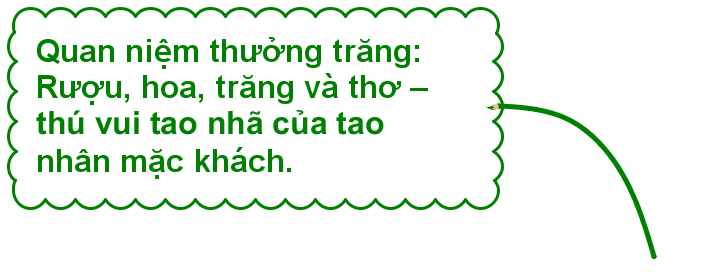 Quan niệm thưởng trăng:
Rượu, hoa, trăng và thơ –
thú vui tao nhã của tao
nhân mặc khách.